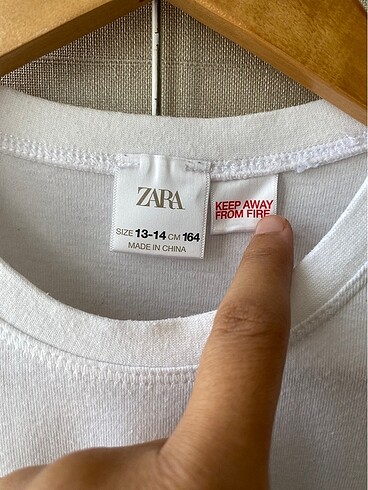 ZARA
SIZE 13-14 CM 164
MADE IN CHINA
KEEP AWAY
FROM FIRE